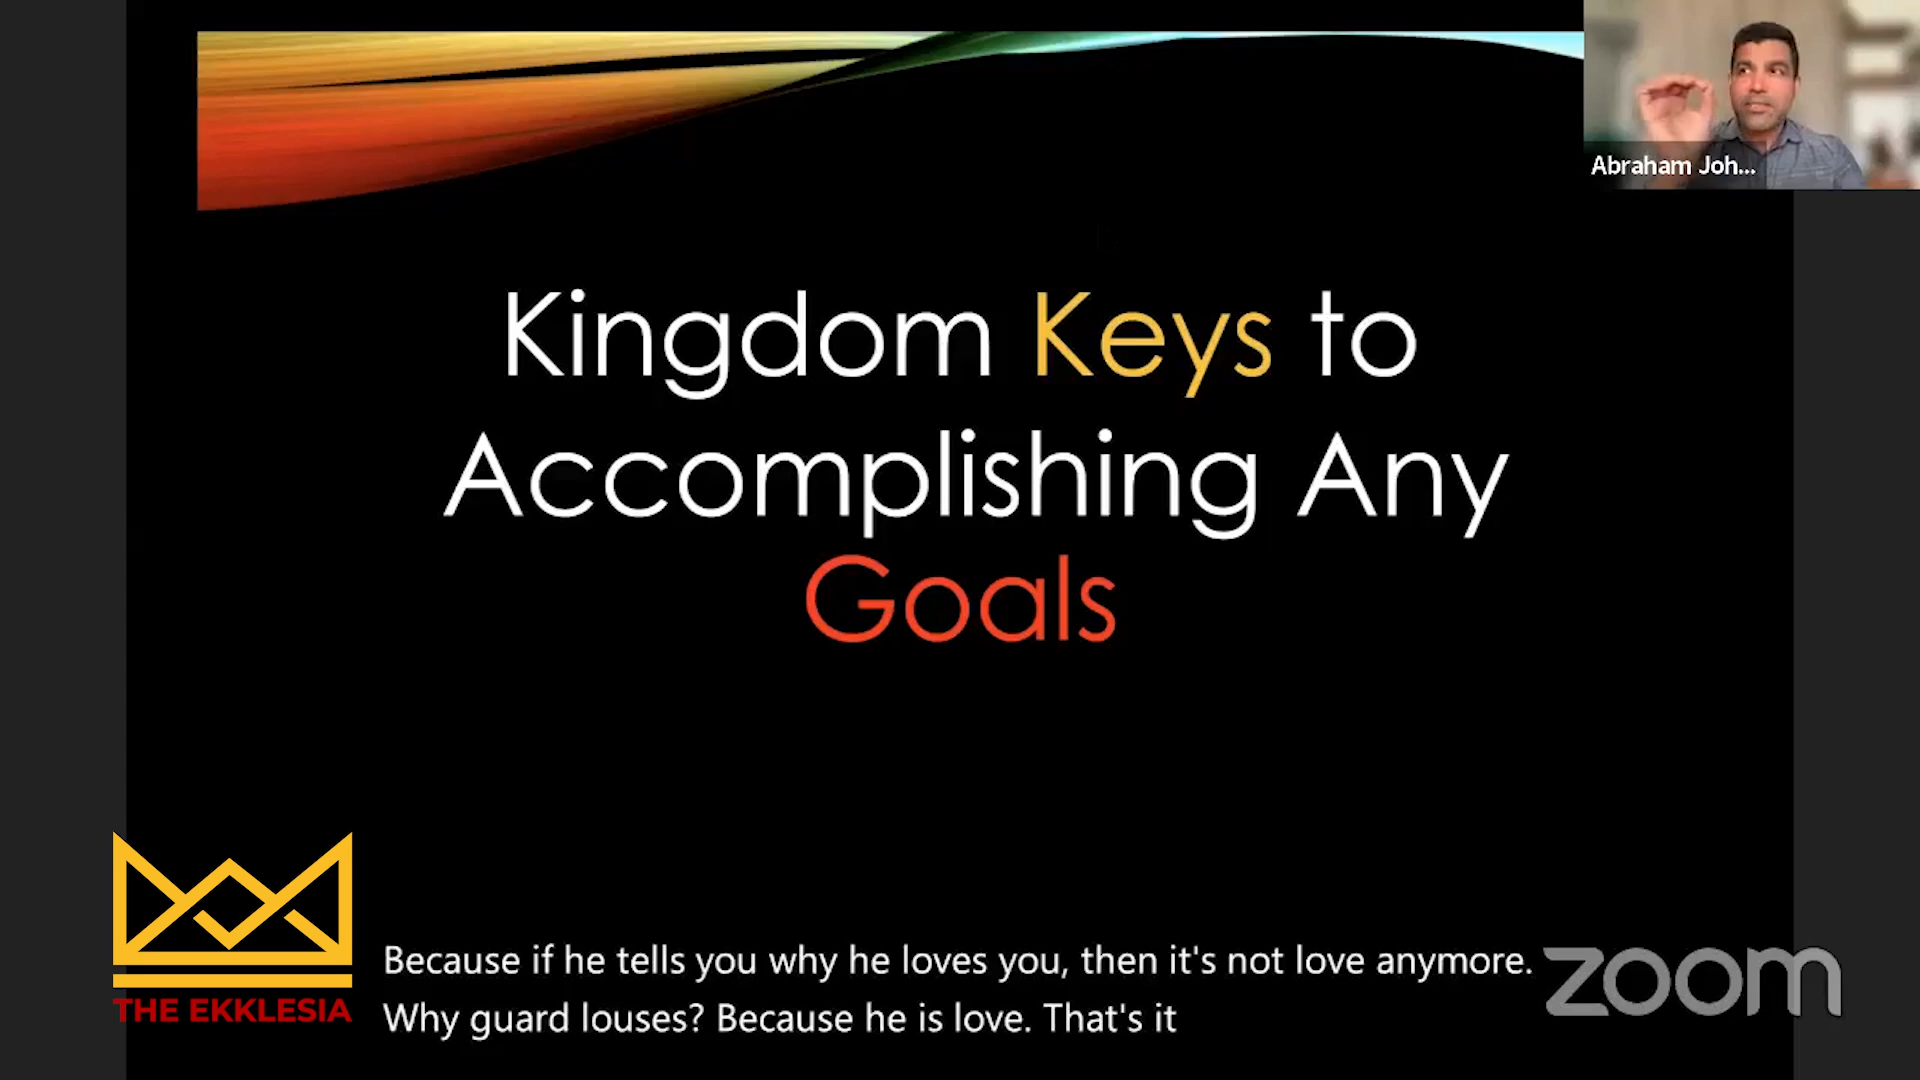 Abraham Joh...
Kingdom Keys to
Accomplishing Any
Goals
THE EKKLESIA
Because if he tells you why he loves you, then it's not love anymore.
Why guard louses? Because he is love. That's it
zoom